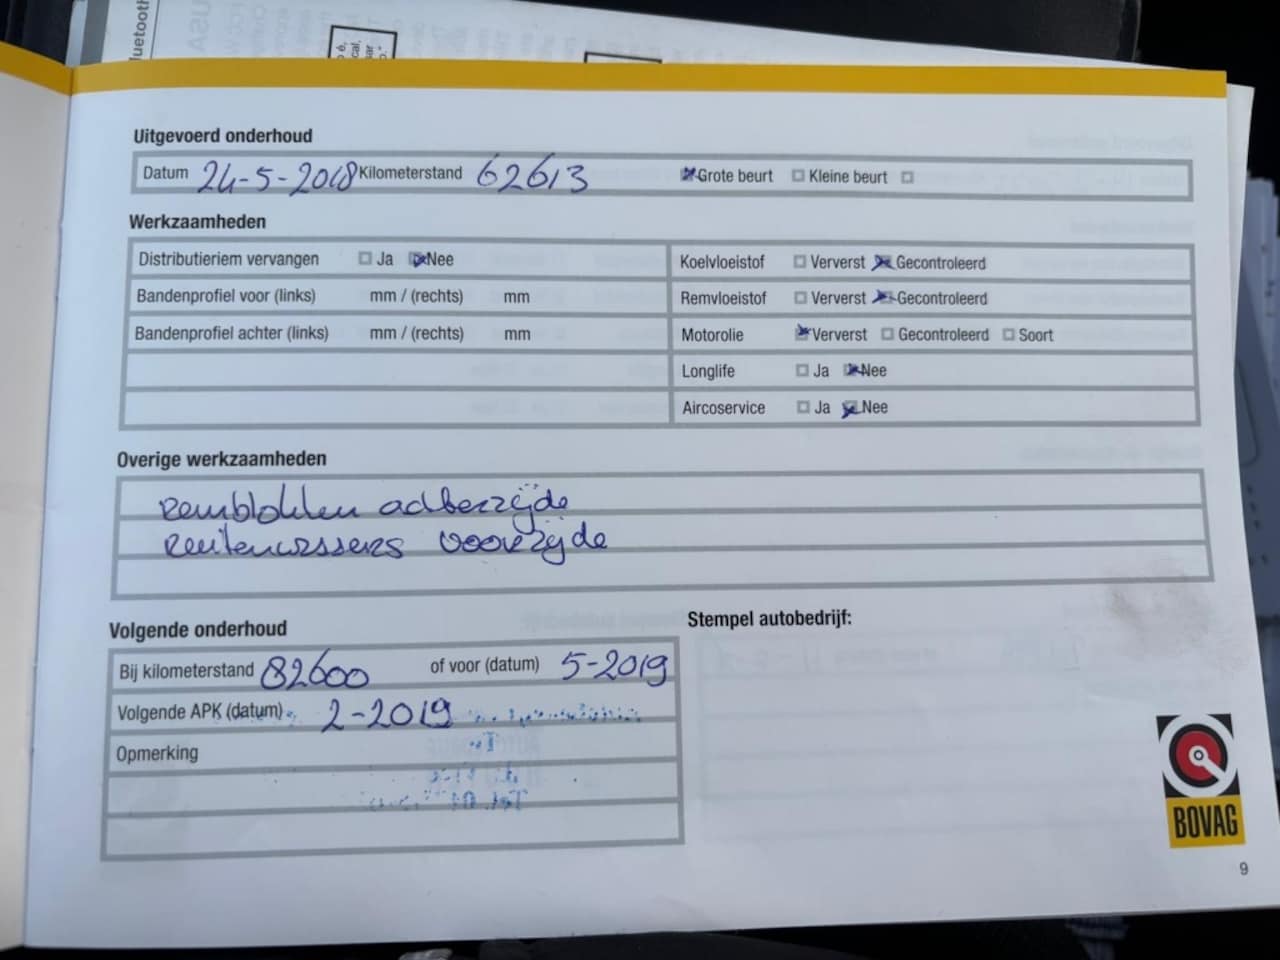 Uitgevoerd onderhoud
Datum 24-5-2018 Kilometerstand 62613 Grote beurt Kleine beurt
Werkzaamheden
Distributieriem vervangen Ja Nee
Bandenprofiel voor (links) mm / (rechts) mm
Bandenprofiel achter (links) mm / (rechts) mm
Koelvloeistof Ververst Gecontroleerd
Remvloeistof Ververst Gecontroleerd
Motorolie Ververst Gecontroleerd Soort
Longlife Ja Nee
Aircoservice Ja Nee
Overige werkzaamheden
remblokken achterzijde
ruitenwissers voorzijde
Volgende onderhoud
Bij kilometerstand 82600 of voor (datum) 5-2019
Volgende APK (datum) 2-2019
Opmerking
Stempel autobedrijf:
BOVAG
9